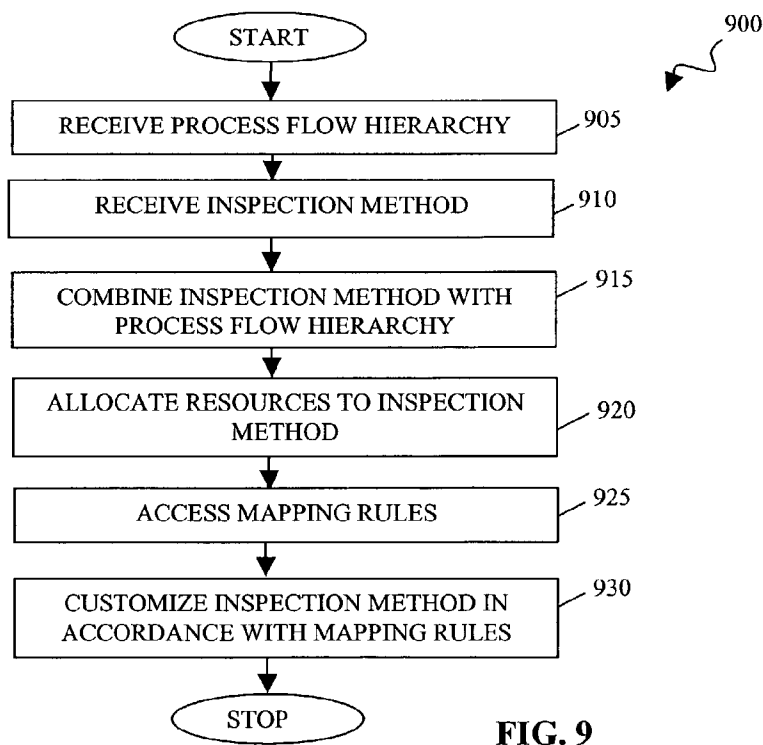 START
900
RECEIVE PROCESS FLOW HIERARCHY
905
RECEIVE INSPECTION METHOD
910
COMBINE INSPECTION METHOD WITH
PROCESS FLOW HIERARCHY
915
ALLOCATE RESOURCES TO INSPECTION
METHOD
920
ACCESS MAPPING RULES
925
CUSTOMIZE INSPECTION METHOD IN
ACCORDANCE WITH MAPPING RULES
930
STOP
FIG. 9